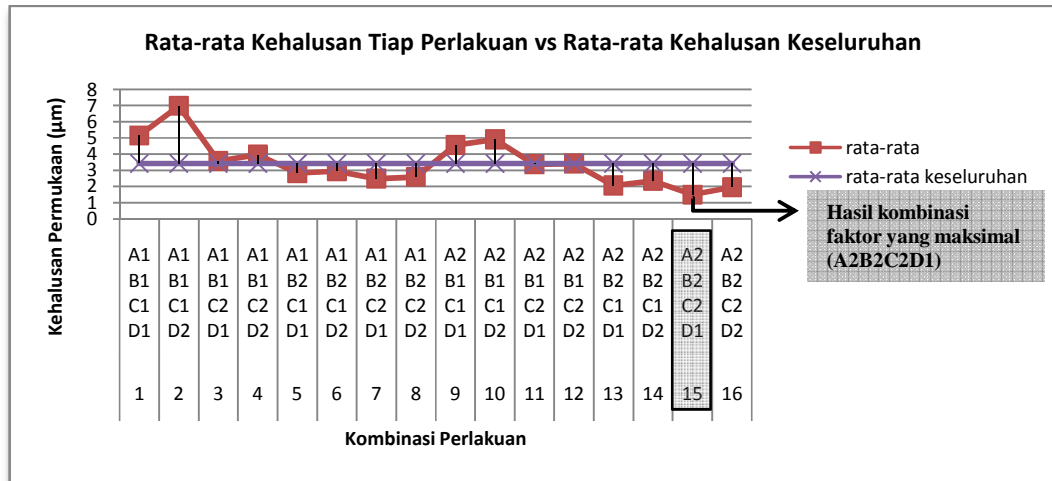 Rata-rata Kehalusan Tiap Perlakuan vs Rata-rata Kehalusan Keseluruhan
Kehalusan Permukaan (µm)
8
7
6
5
4
3
2
1
0
rata-rata
rata-rata keseluruhan
Hasil kombinasi
faktor yang maksimal
(A2B2C2D1)
A1 A1 A1 A1 A1 A1 A1 A1 A2 A2 A2 A2 A2 A2 A2 A2
B1 B1 B1 B1 B2 B2 B2 B2 B1 B1 B1 B1 B2 B2 B2 B2
C1 C1 C2 C2 C1 C1 C2 C2 C1 C1 C2 C2 C1 C1 C2 C2
D1 D2 D1 D2 D1 D2 D1 D2 D1 D2 D1 D2 D1 D2 D1 D2
1 2 3 4 5 6 7 8 9 10 11 12 13 14 15 16
Kombinasi Perlakuan